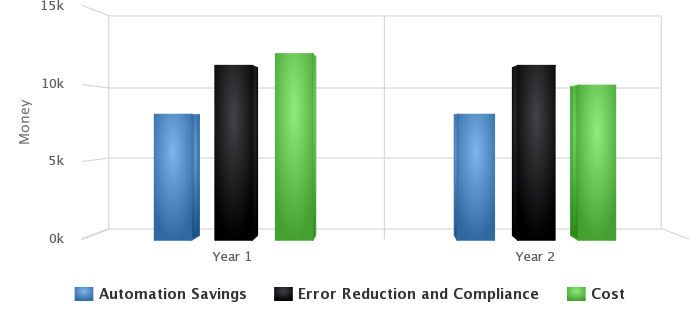 15k
10k
5k
0k
Money
Year 1
Year 2
Automation Savings
Error Reduction and Compliance
Cost